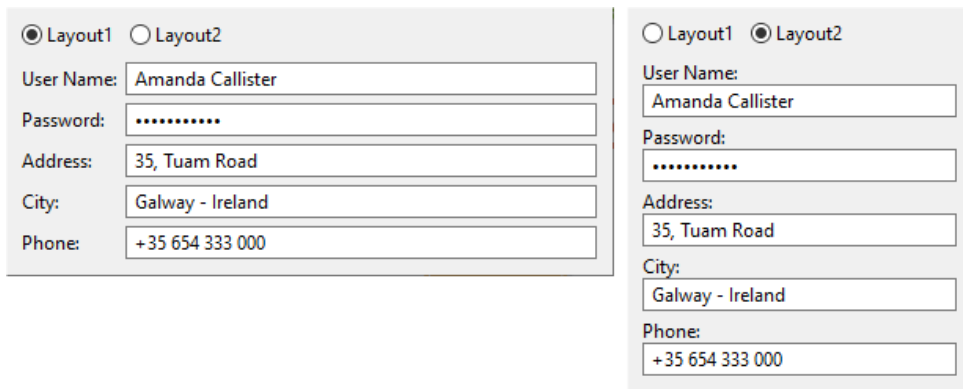 Layout1 Layout2
User Name: Amanda Callister
Password: •••••••••••
Address: 35, Tuam Road
City: Galway - Ireland
Phone: +35 654 333 000
Layout1 Layout2
User Name:
Amanda Callister
Password:
•••••••••••
Address:
35, Tuam Road
City:
Galway - Ireland
Phone:
+35 654 333 000